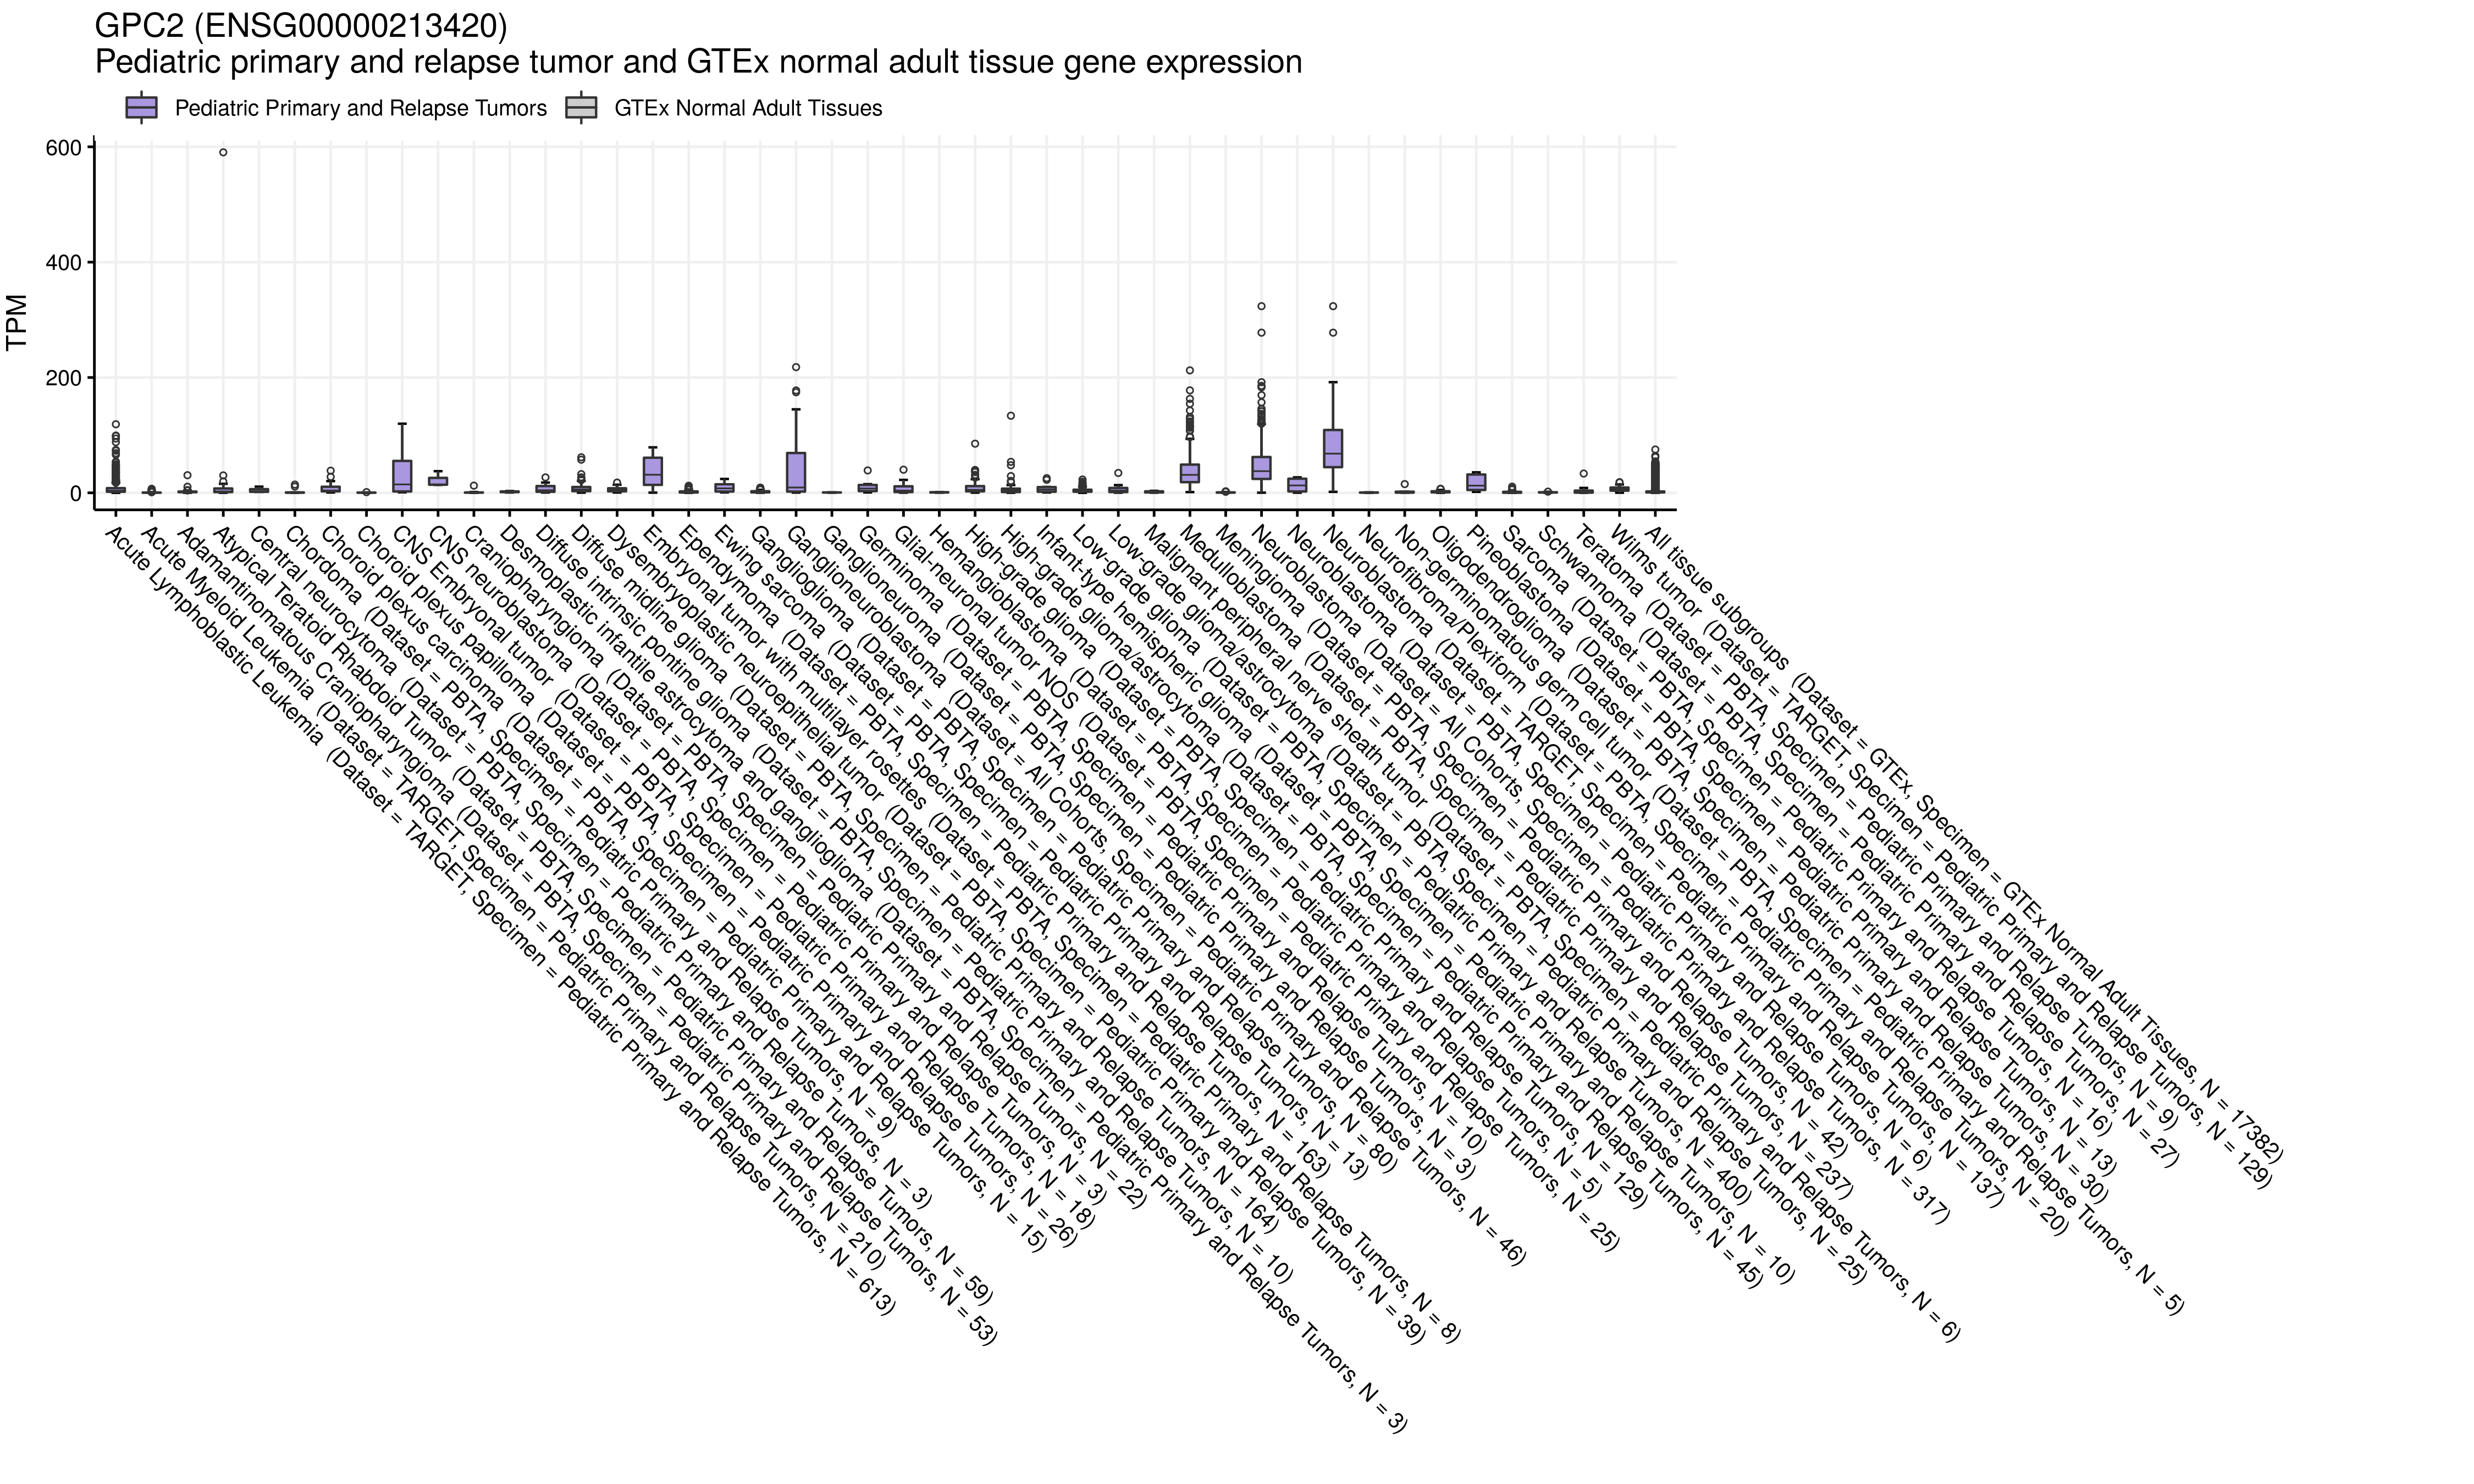 GPC2 (ENSG00000213420)
Pediatric primary and relapse tumor and GTEx normal adult tissue gene expression
Pediatric Primary and Relapse Tumors
GTEx Normal Adult Tissues
TPM
600
400
200
0
Acute Lymphoblastic Leukemia (Dataset = TARGET, Specimen = Pediatric Primary and Relapse Tumors, N = 613)
Acute Myeloid Leukemia (Dataset = TARGET, Specimen = Pediatric Primary and Relapse Tumors, N = 210)
Adamantinomatous Craniopharyngioma (Dataset = PBTA, Specimen = Pediatric Primary and Relapse Tumors, N = 53)
Atypical Teratoid Rhabdoid Tumor (Dataset = PBTA, Specimen = Pediatric Primary and Relapse Tumors, N = 59)
Central neurocytoma (Dataset = PBTA, Specimen = Pediatric Primary and Relapse Tumors, N = 3)
Chordoma (Dataset = PBTA, Specimen = Pediatric Primary and Relapse Tumors, N = 9)
Choroid plexus carcinoma (Dataset = PBTA, Specimen = Pediatric Primary and Relapse Tumors, N = 15)
Choroid plexus papilloma (Dataset = PBTA, Specimen = Pediatric Primary and Relapse Tumors, N = 26)
CNS Embryonal tumor (Dataset = PBTA, Specimen = Pediatric Primary and Relapse Tumors, N = 18)
CNS neuroblastoma (Dataset = PBTA, Specimen = Pediatric Primary and Relapse Tumors, N = 3)
Craniopharyngioma (Dataset = PBTA, Specimen = Pediatric Primary and Relapse Tumors, N = 22)
Desmoplastic infantile astrocytoma and ganglioglioma (Dataset = PBTA, Specimen = Pediatric Primary and Relapse Tumors, N = 3)
Diffuse intrinsic pontine glioma (Dataset = PBTA, Specimen = Pediatric Primary and Relapse Tumors, N = 10)
Diffuse midline glioma (Dataset = PBTA, Specimen = Pediatric Primary and Relapse Tumors, N = 164)
Dysembryoplastic neuroepithelial tumor (Dataset = PBTA, Specimen = Pediatric Primary and Relapse Tumors, N = 39)
Embryonal tumor with multilayer rosettes (Dataset = PBTA, Specimen = Pediatric Primary and Relapse Tumors, N = 8)
Ependymoma (Dataset = PBTA, Specimen = Pediatric Primary and Relapse Tumors, N = 163)
Ewing sarcoma (Dataset = PBTA, Specimen = Pediatric Primary and Relapse Tumors, N = 13)
Ganglioglioma (Dataset = PBTA, Specimen = Pediatric Primary and Relapse Tumors, N = 80)
Ganglioneuroblastoma (Dataset = All Cohorts, Specimen = Pediatric Primary and Relapse Tumors, N = 46)
Ganglioneuroma (Dataset = PBTA, Specimen = Pediatric Primary and Relapse Tumors, N = 3)
Germinoma (Dataset = PBTA, Specimen = Pediatric Primary and Relapse Tumors, N = 10)
Glial-neuronal tumor NOS (Dataset = PBTA, Specimen = Pediatric Primary and Relapse Tumors, N = 25)
Hemangioblastoma (Dataset = PBTA, Specimen = Pediatric Primary and Relapse Tumors, N = 5)
High-grade glioma (Dataset = PBTA, Specimen = Pediatric Primary and Relapse Tumors, N = 129)
High-grade glioma/astrocytoma (Dataset = PBTA, Specimen = Pediatric Primary and Relapse Tumors, N = 45)
Infant-type hemispheric glioma (Dataset = PBTA, Specimen = Pediatric Primary and Relapse Tumors, N = 10)
Low-grade glioma (Dataset = PBTA, Specimen = Pediatric Primary and Relapse Tumors, N = 400)
Low-grade glioma/astrocytoma (Dataset = PBTA, Specimen = Pediatric Primary and Relapse Tumors, N = 25)
Malignant peripheral nerve sheath tumor (Dataset = PBTA, Specimen = Pediatric Primary and Relapse Tumors, N = 6)
Medulloblastoma (Dataset = PBTA, Specimen = Pediatric Primary and Relapse Tumors, N = 237)
Meningioma (Dataset = PBTA, Specimen = Pediatric Primary and Relapse Tumors, N = 42)
Neuroblastoma (Dataset = All Cohorts, Specimen = Pediatric Primary and Relapse Tumors, N = 317)
Neuroblastoma (Dataset = PBTA, Specimen = Pediatric Primary and Relapse Tumors, N = 6)
Neuroblastoma (Dataset = TARGET, Specimen = Pediatric Primary and Relapse Tumors, N = 137)
Neurofibroma/Plexiform (Dataset = PBTA, Specimen = Pediatric Primary and Relapse Tumors, N = 20)
Non-germinomatous germ cell tumor (Dataset = PBTA, Specimen = Pediatric Primary and Relapse Tumors, N = 5)
Oligodendroglioma (Dataset = PBTA, Specimen = Pediatric Primary and Relapse Tumors, N = 30)
Pineoblastoma (Dataset = PBTA, Specimen = Pediatric Primary and Relapse Tumors, N = 13)
Sarcoma (Dataset = PBTA, Specimen = Pediatric Primary and Relapse Tumors, N = 16)
Schwannoma (Dataset = PBTA, Specimen = Pediatric Primary and Relapse Tumors, N = 27)
Teratoma (Dataset = PBTA, Specimen = Pediatric Primary and Relapse Tumors, N = 9)
Wilms tumor (Dataset = TARGET, Specimen = Pediatric Primary and Relapse Tumors, N = 129)
All tissue subgroups (Dataset = GTEx, Specimen = GTEx Normal Adult Tissues, N = 17382)